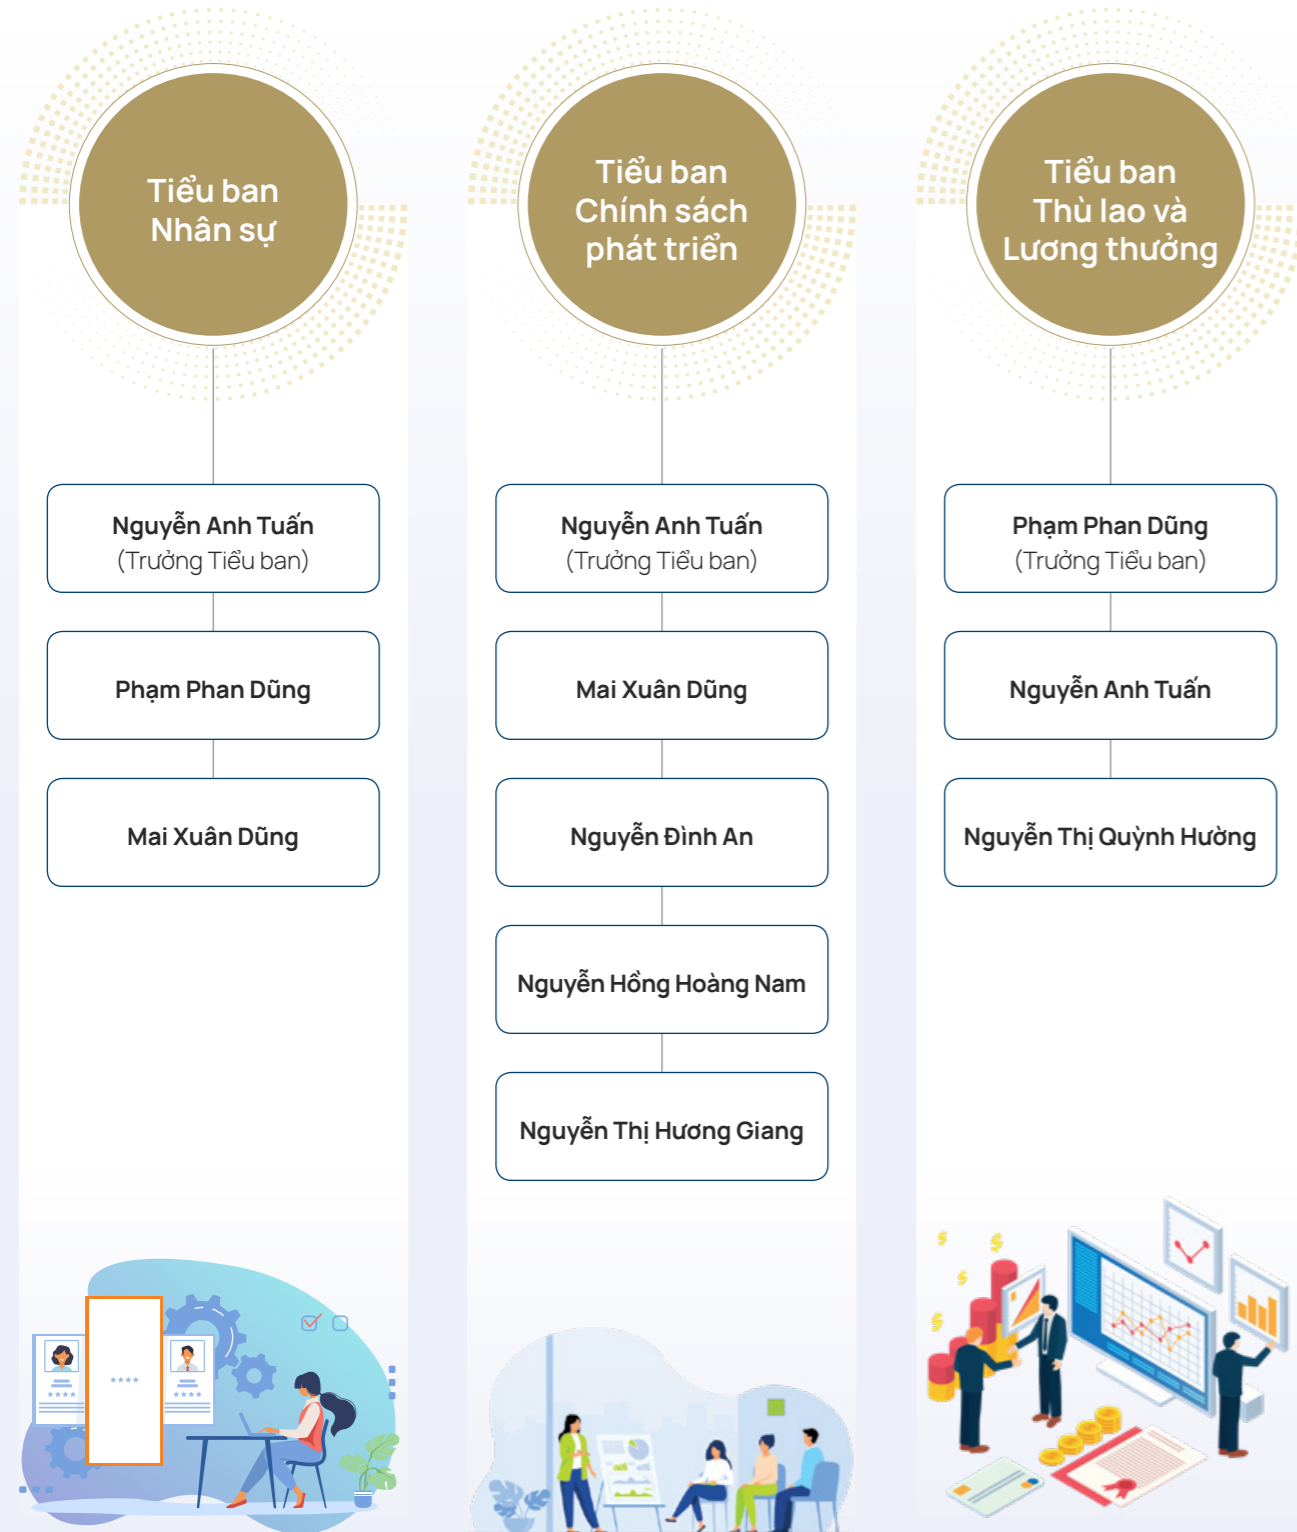 Tiểu ban
Nhân sự
Nguyễn Anh Tuấn
(Trưởng Tiểu ban)
Phạm Phan Dũng
Mai Xuân Dũng
Tiểu ban
Chính sách
phát triển
Nguyễn Anh Tuấn
(Trưởng Tiểu ban)
Mai Xuân Dũng
Nguyễn Đình An
Nguyễn Hồng Hoàng Nam
Nguyễn Thị Hương Giang
Tiểu ban
Thù lao và
Lương thưởng
Phạm Phan Dũng
(Trưởng Tiểu ban)
Nguyễn Anh Tuấn
Nguyễn Thị Quỳnh Hường